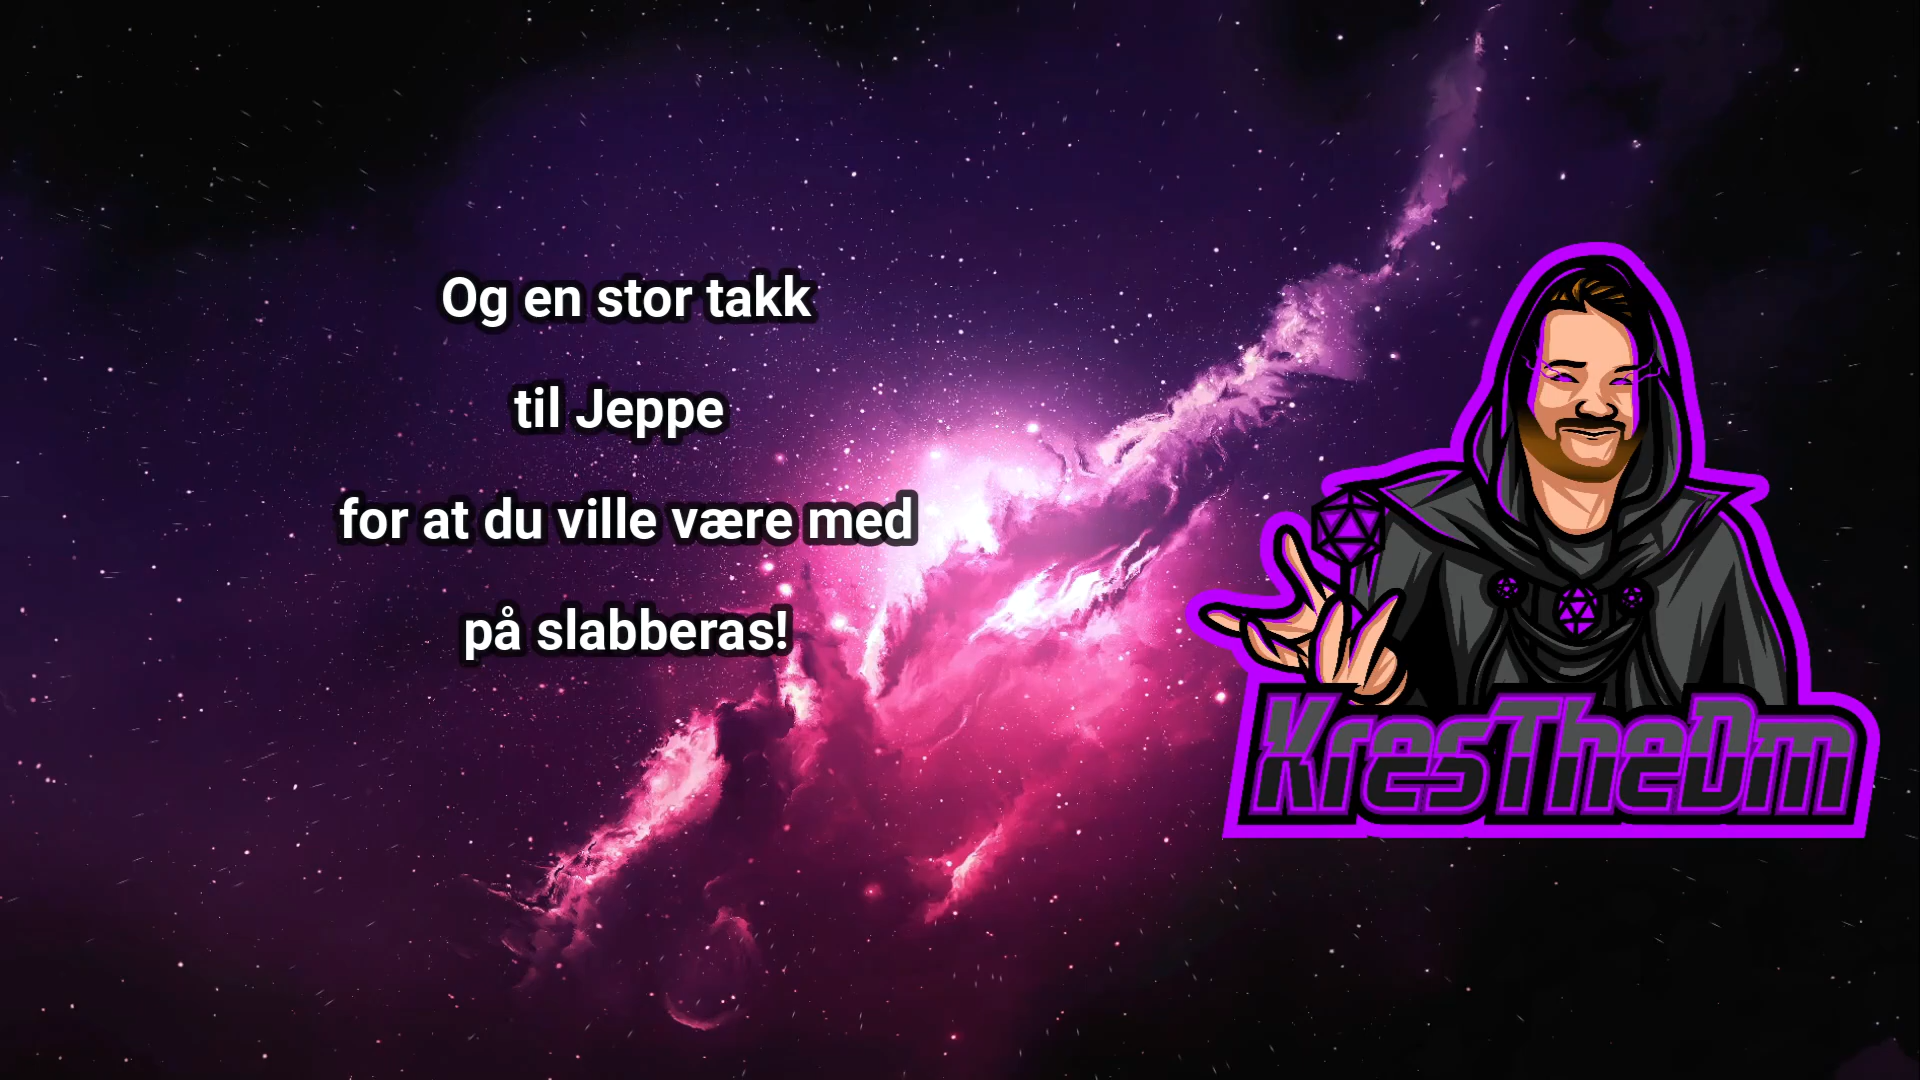 Og en stor takk
til Jeppe
for at du ville være med
på slabberas!
KresTheDm